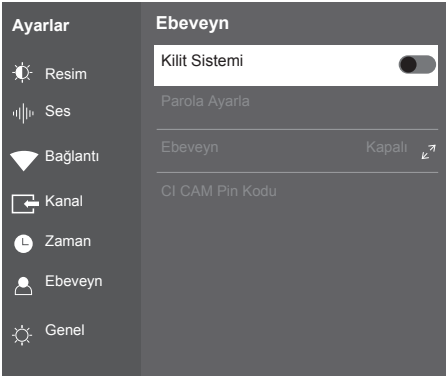 Ayarlar
Resim
Ses
Bağlantı
Kanal
Zaman
Ebeveyn
Genel
Ebeveyn
Kilit Sistemi
Parola Ayarla
Ebeveyn Kapalı
CI CAM Pin Kodu